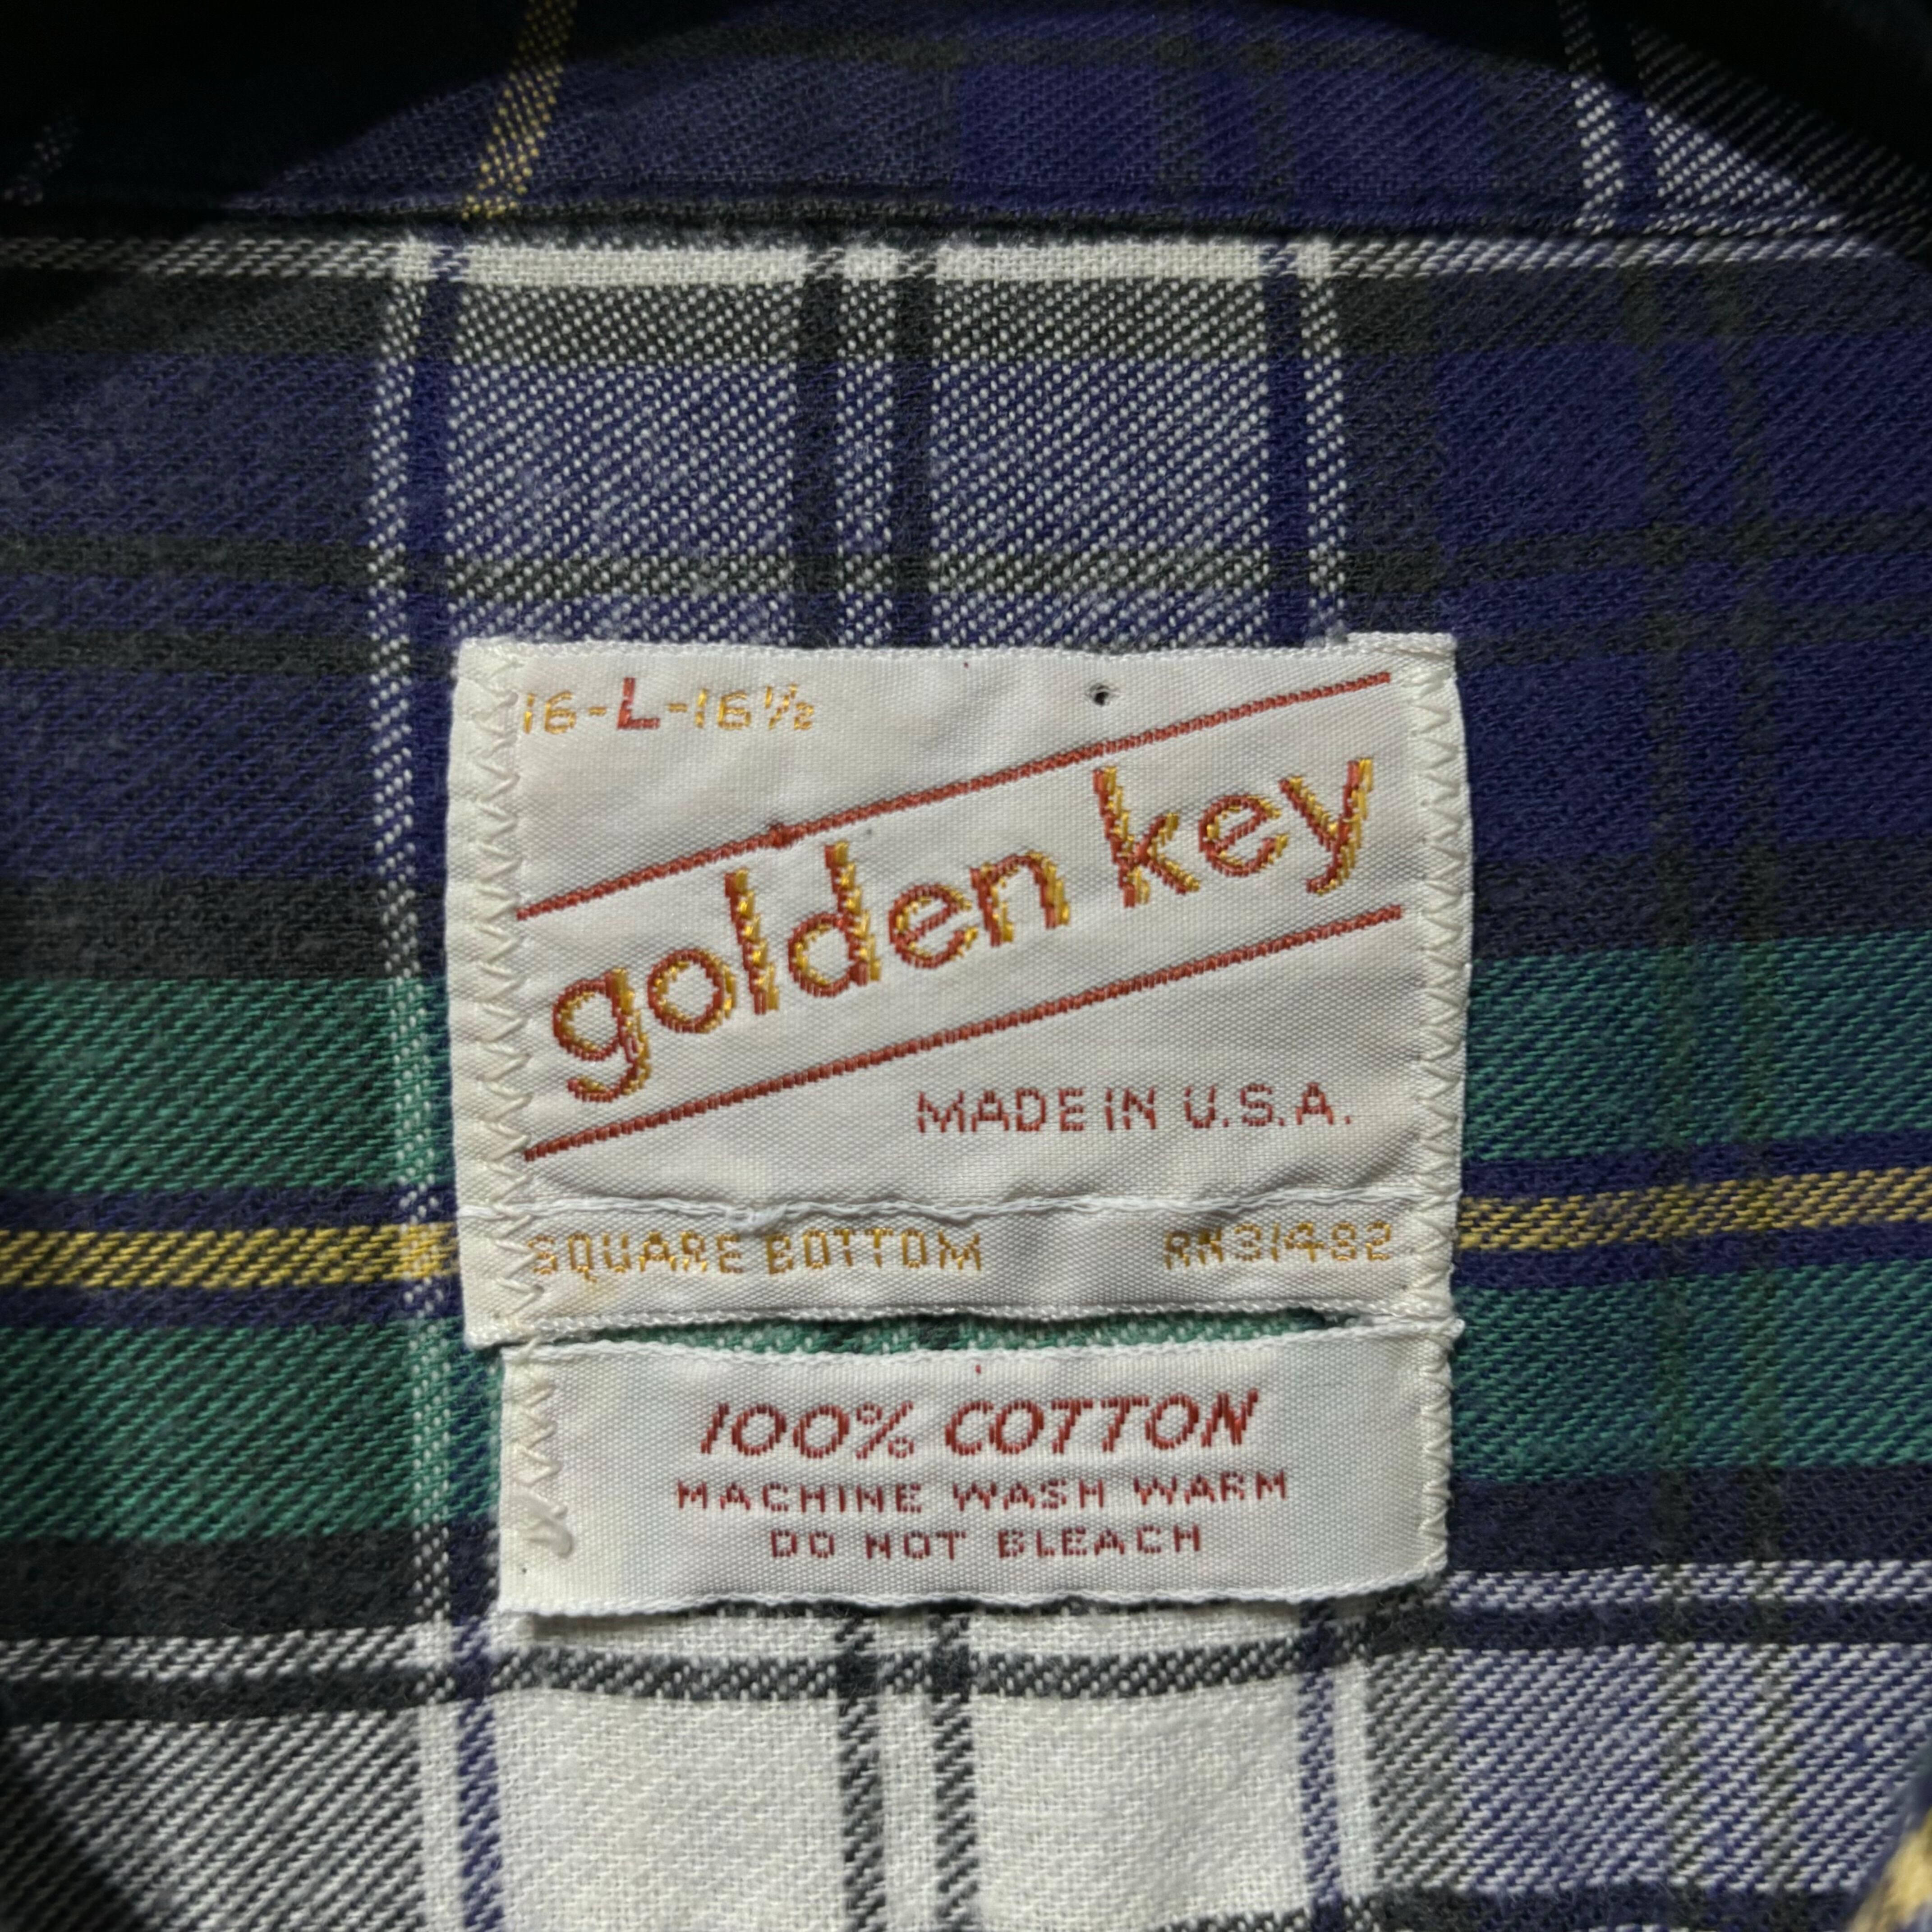 16-L-16½
golden key
MADE IN U.S.A.
SQUARE BOTTOM RN31482
100% COTTON
MACHINE WASH WARM
DO NOT BLEACH